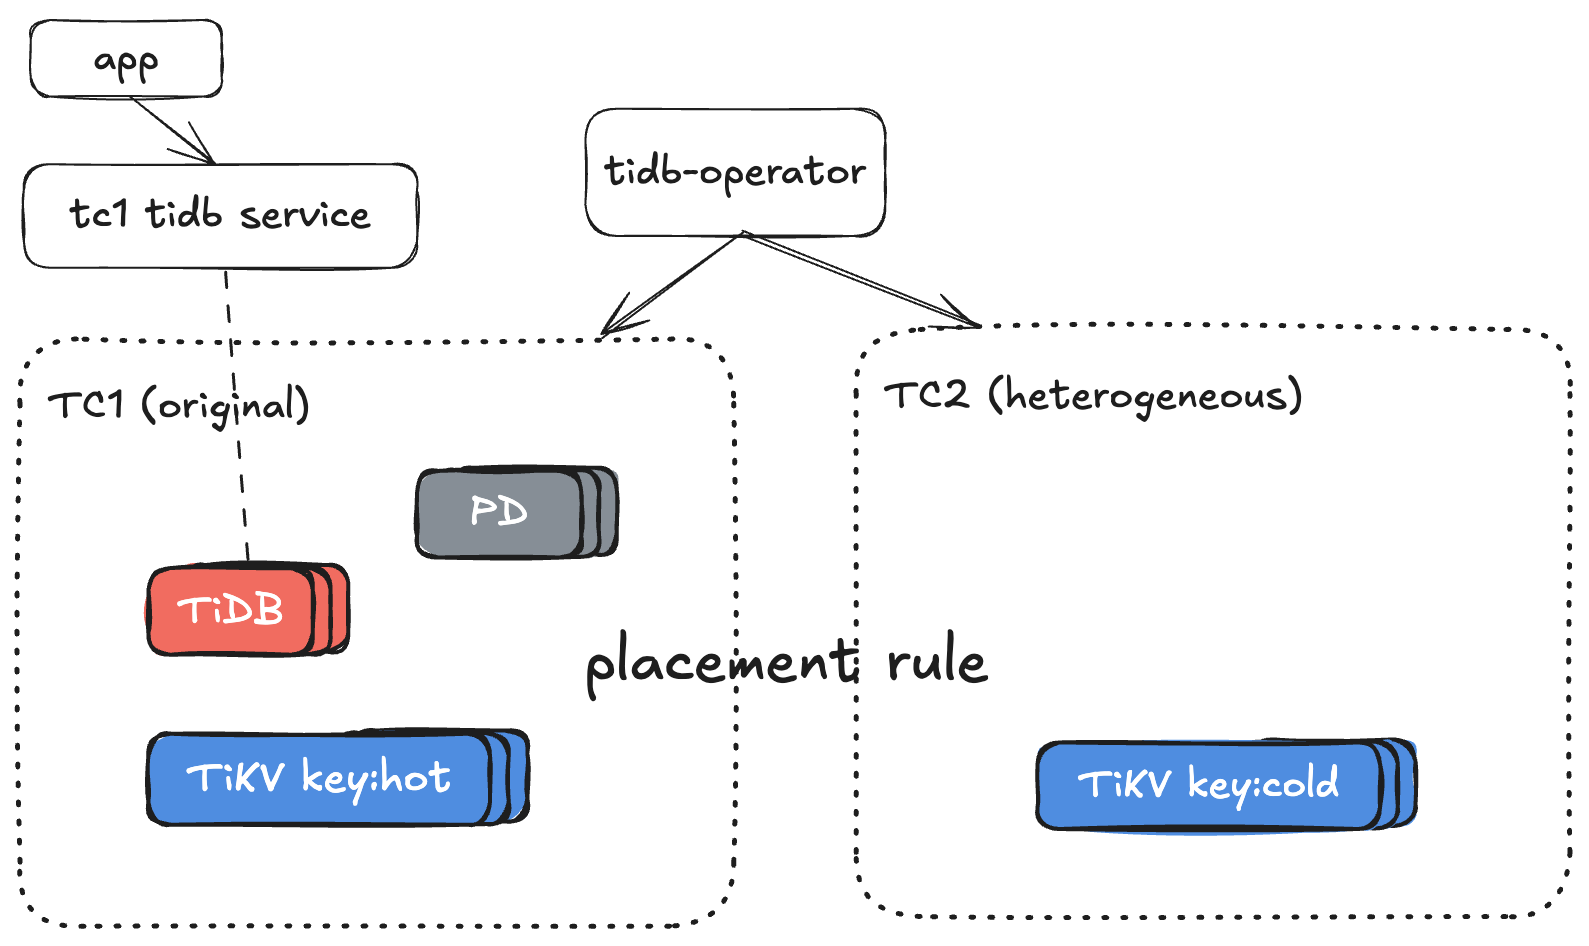 app
tc1 tidb service
tidb-operator
TC1 (original)
TC2 (heterogeneous)
PD
TiDB
placement rule
TiKV key:hot
TiKV key:cold